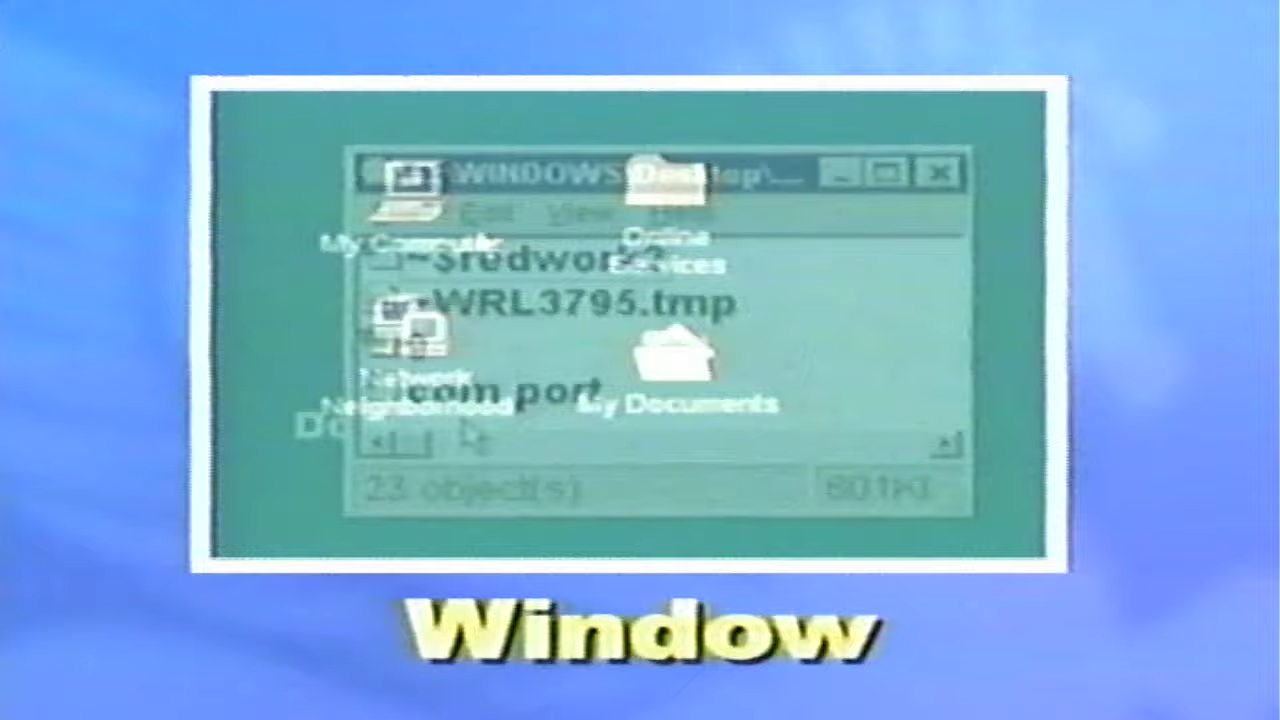 WINDOWS\Desktop\...
Edit View Help
My Computer
Online
Services
~$redwork?
~WRL3795.tmp
com port
Network
Neighborhood
My Documents
23 object(s)
Window